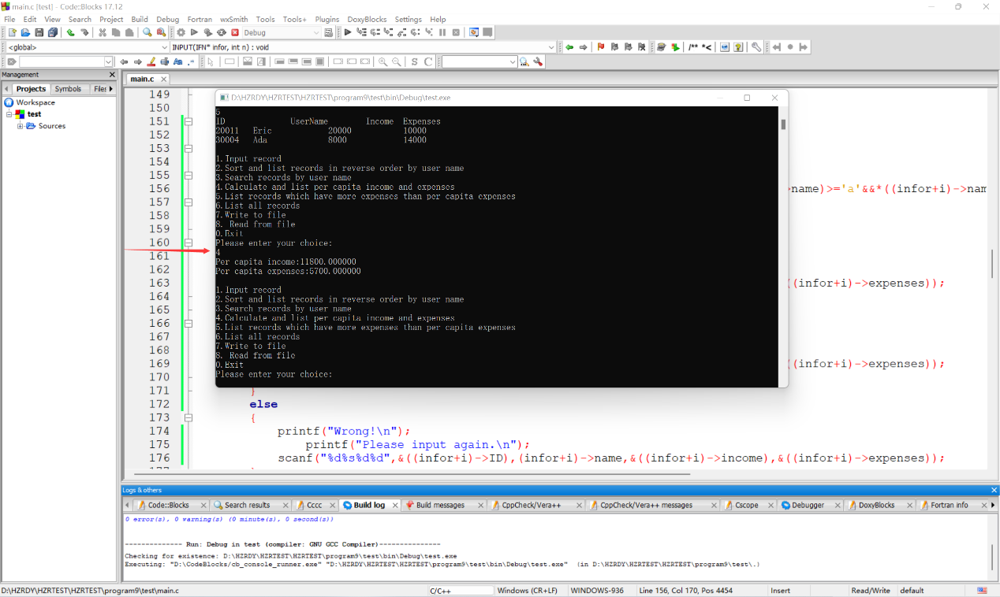 main.c [test] - Code::Blocks 17.12
File Edit View Search Project Build Debug Fortran wxSmith Tools Tools+ Plugins DoxyBlocks Settings Help
Debug
<global> INPUT(IFN* infor, int n) : void
/** *<
S C
Management
Projects Symbols Files
Workspace
test
Sources
main.c
149
150
151
152
153
154
155
156 name)>='a'&&*((infor+i)->nam
157
158
159
160
161
162
163 (infor+i)->expenses));
164
165
166
167
168
169 (infor+i)->expenses));
170
171 }
172 else
173 {
174 printf("Wrong!\n");
175 printf("Please input again.\n");
176 scanf("%d%s%d%d",&((infor+i)->ID),(infor+i)->name,&((infor+i)->income),&((infor+i)->expenses));
D:\HZRDY\HZRTEST\HZRTEST\program9\test\bin\Debug\test.exe
5
ID UserName Income Expenses
20011 Eric 20000 10000
30004 Ada 8000 14000
1.Input record
2.Sort and list records in reverse order by user name
3.Search records by user name
4.Calculate and list per capita income and expenses
5.List records which have more expenses than per capita expenses
6.List all records
7.Write to file
8. Read from file
0.Exit
Please enter your choice:
4
Per capita income:11800.000000
Per capita expenses:5700.000000
1.Input record
2.Sort and list records in reverse order by user name
3.Search records by user name
4.Calculate and list per capita income and expenses
5.List records which have more expenses than per capita expenses
6.List all records
7.Write to file
8. Read from file
0.Exit
Please enter your choice:
Logs & others
Code::Blocks Search results Cccc Build log Build messages CppCheck/Vera++ CppCheck/Vera++ messages Cscope Debugger DoxyBlocks Fortran info
0 error(s), 0 warning(s) (0 minute(s), 0 second(s))
-------------- Run: Debug in test (compiler: GNU GCC Compiler)---------------
Checking for existence: D:\HZRDY\HZRTEST\HZRTEST\program9\test\bin\Debug\test.exe
Executing: "D:\CodeBlocks/cb_console_runner.exe" "D:\HZRDY\HZRTEST\HZRTEST\program9\test\bin\Debug\test.exe" (in D:\HZRDY\HZRTEST\HZRTEST\program9\test\.)
D:\HZRDY\HZRTEST\HZRTEST\program9\test\main.c C/C++ Windows (CR+LF) WINDOWS-936 Line 156, Col 170, Pos 4454 Insert Read/Write default